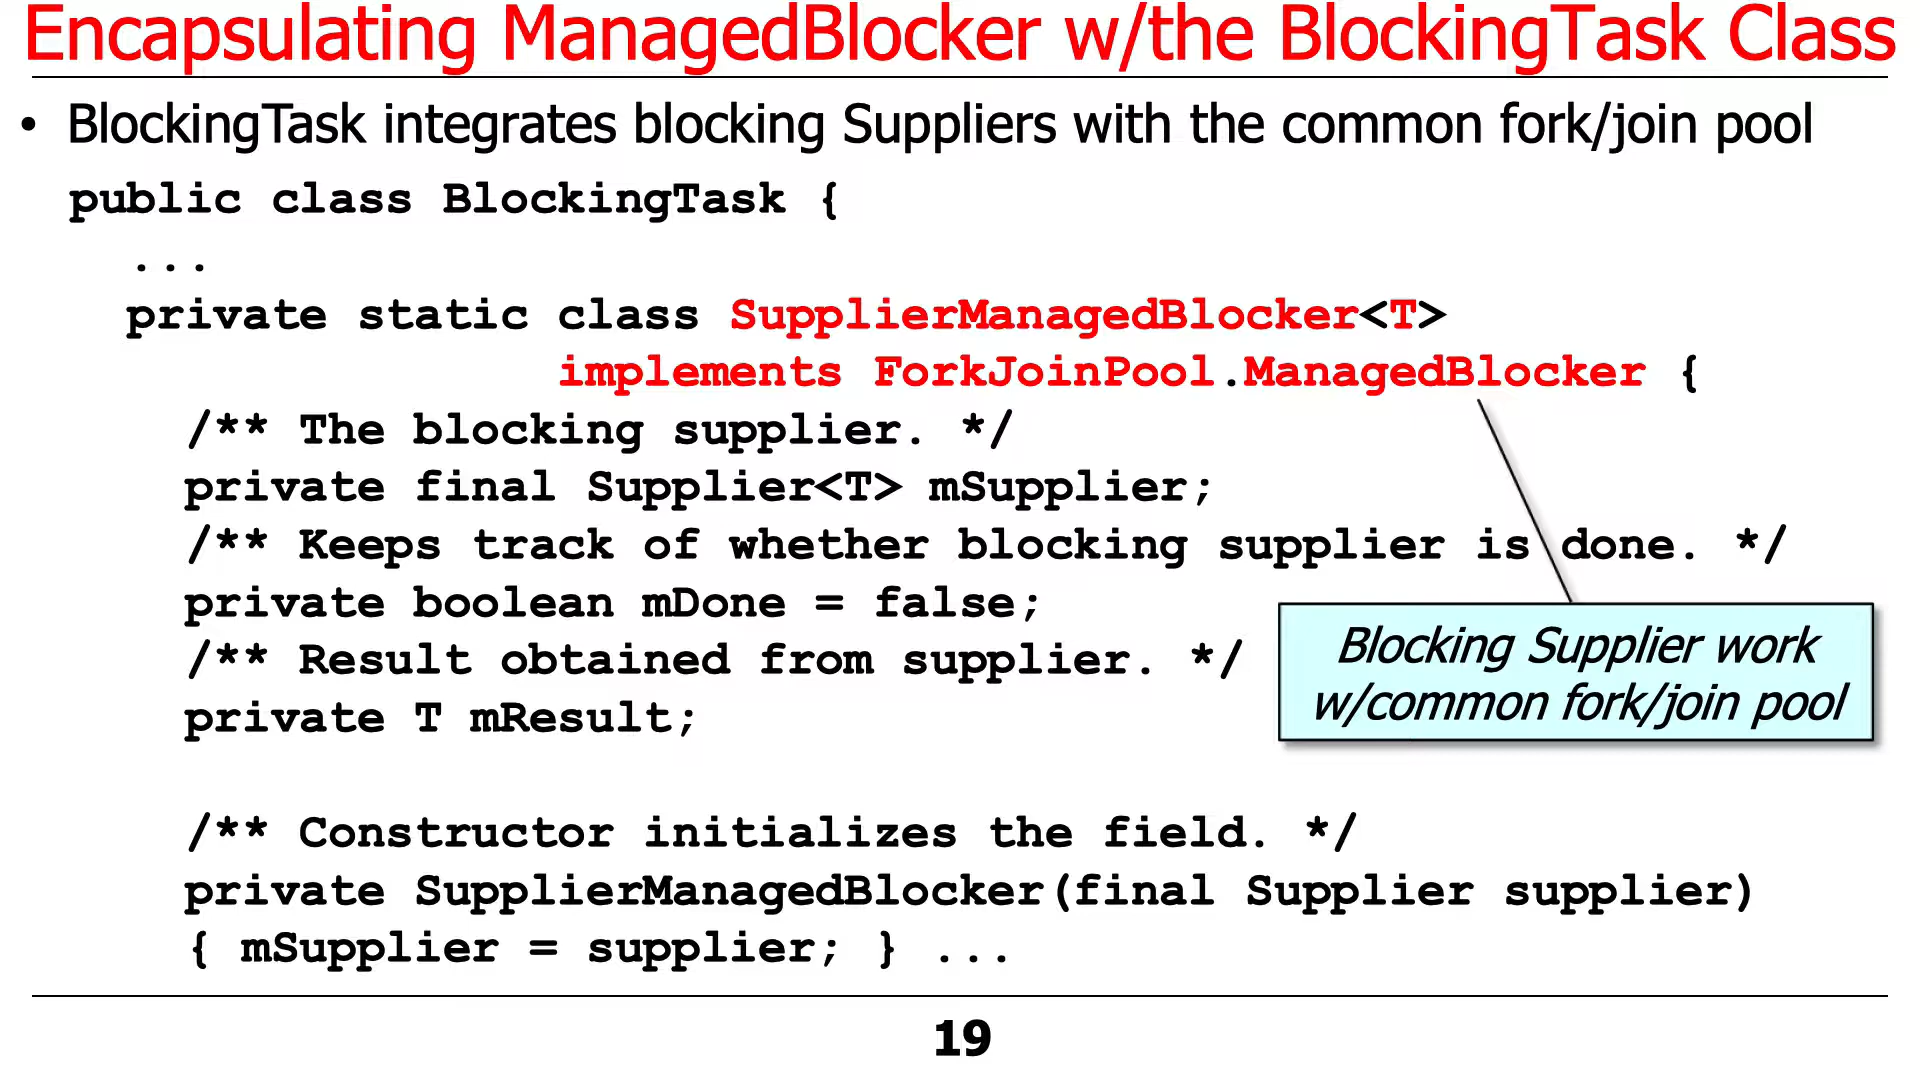 Encapsulating ManagedBlocker w/the BlockingTask Class
• BlockingTask integrates blocking Suppliers with the common fork/join pool
public class BlockingTask {
...
private static class SupplierManagedBlocker<T>
implements ForkJoinPool.ManagedBlocker {
/** The blocking supplier. */
private final Supplier<T> mSupplier;
/** Keeps track of whether blocking supplier is done. */
private boolean mDone = false;
/** Result obtained from supplier. */
private T mResult;
Blocking Supplier work
w/common fork/join pool
/** Constructor initializes the field. */
private SupplierManagedBlocker(final Supplier supplier)
{ mSupplier = supplier; } ...
19